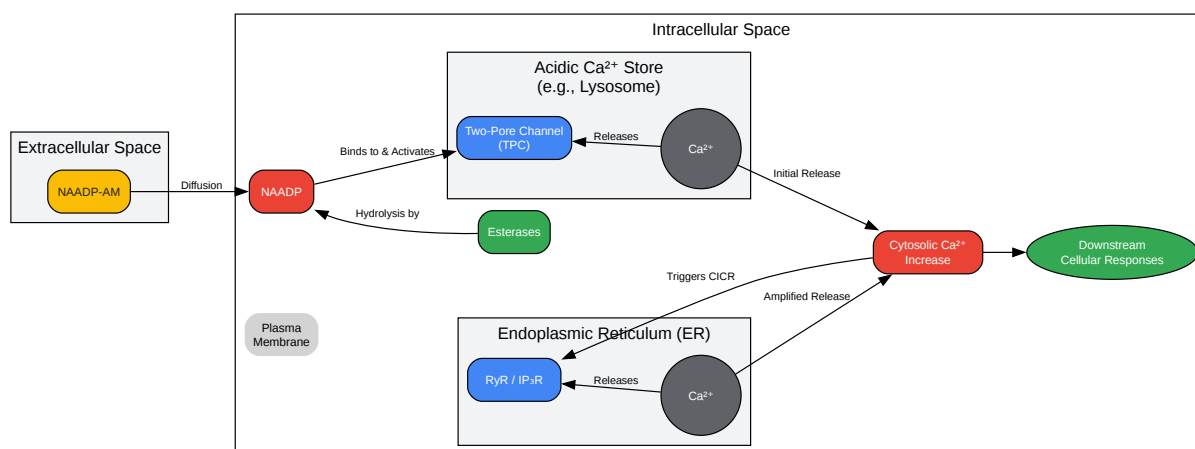 Intracellular Space
Acidic Ca²⁺ Store
(e.g., Lysosome)
Two-Pore Channel
(TPC)
Releases
Ca²⁺
Extracellular Space
NAADP-AM
Diffusion
NAADP
Binds to & Activates
Initial Release
Hydrolysis by
Esterases
Cytosolic Ca²⁺
Increase
Downstream
Cellular Responses
Triggers CICR
Amplified Release
Plasma
Membrane
Endoplasmic Reticulum (ER)
RyR / IP₃R
Releases
Ca²⁺